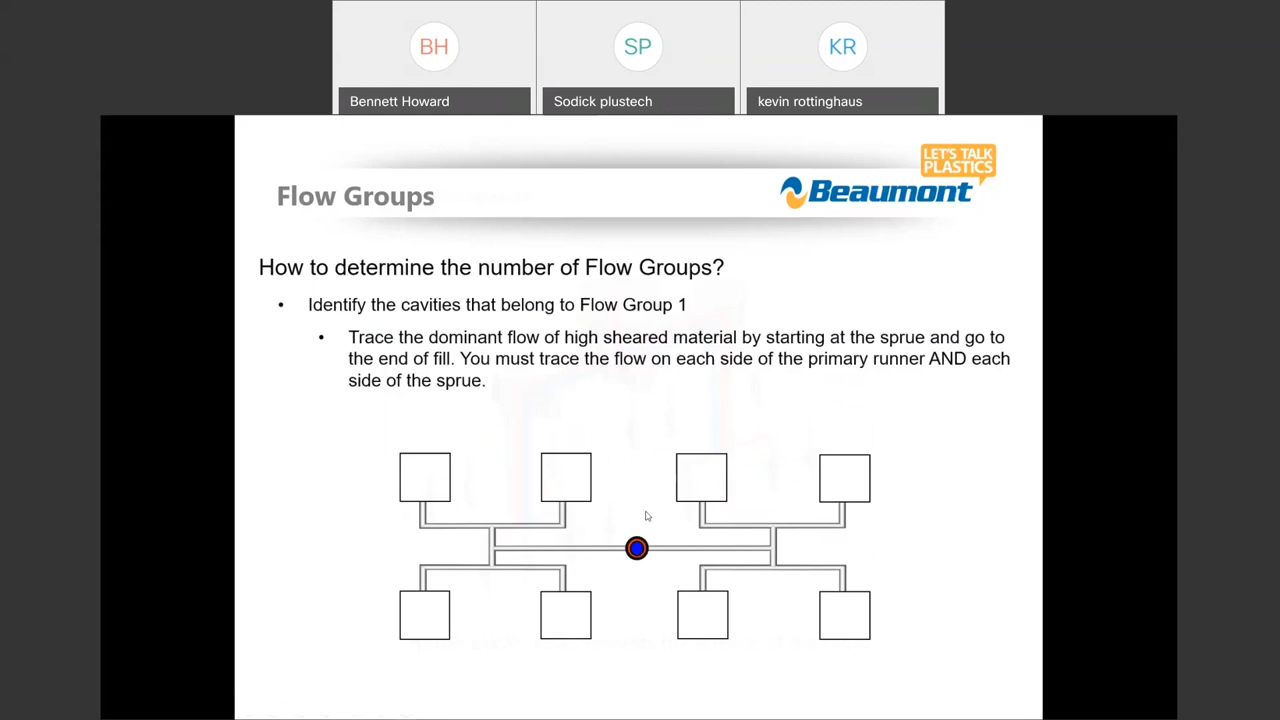 BH
SP
KR
Bennett Howard
Sodick plustech
kevin rottinghaus
LET'S TALK
PLASTICS
Flow Groups
Beaumont
How to determine the number of Flow Groups?
• Identify the cavities that belong to Flow Group 1
• Trace the dominant flow of high sheared material by starting at the sprue and go to
the end of fill. You must trace the flow on each side of the primary runner AND each
side of the sprue.